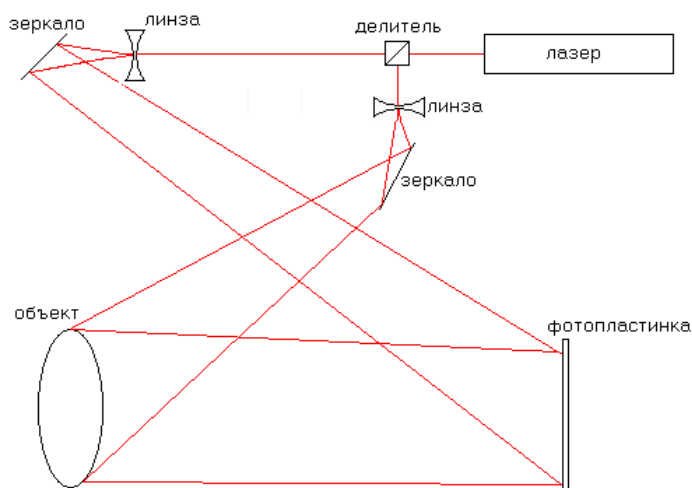 зеркало
линза
делитель
лазер
линза
зеркало
объект
фотопластинка